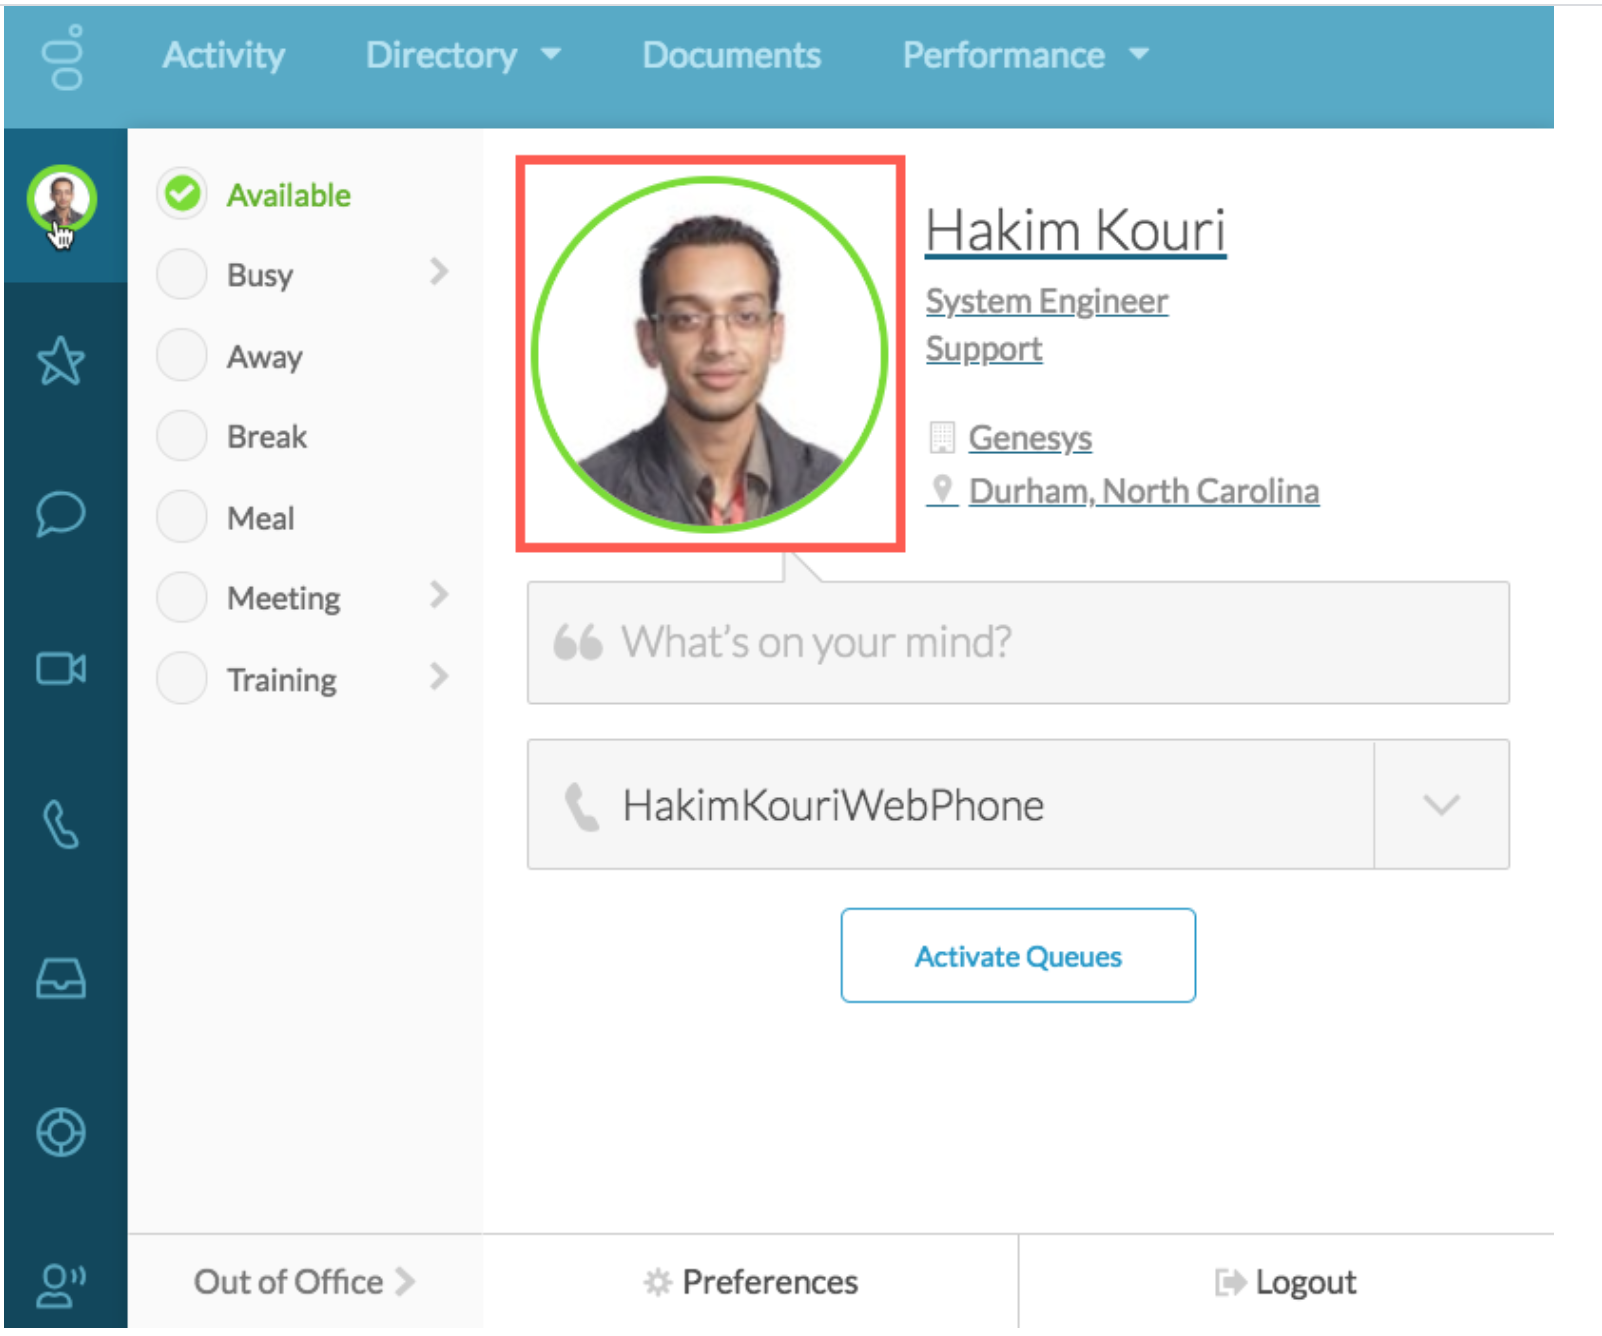 Activity Directory Documents Performance
Available
Busy
Away
Break
Meal
Meeting
Training
Hakim Kouri
System Engineer
Support
Genesys
Durham, North Carolina
What's on your mind?
HakimKouriWebPhone
Activate Queues
Out of Office Preferences Logout